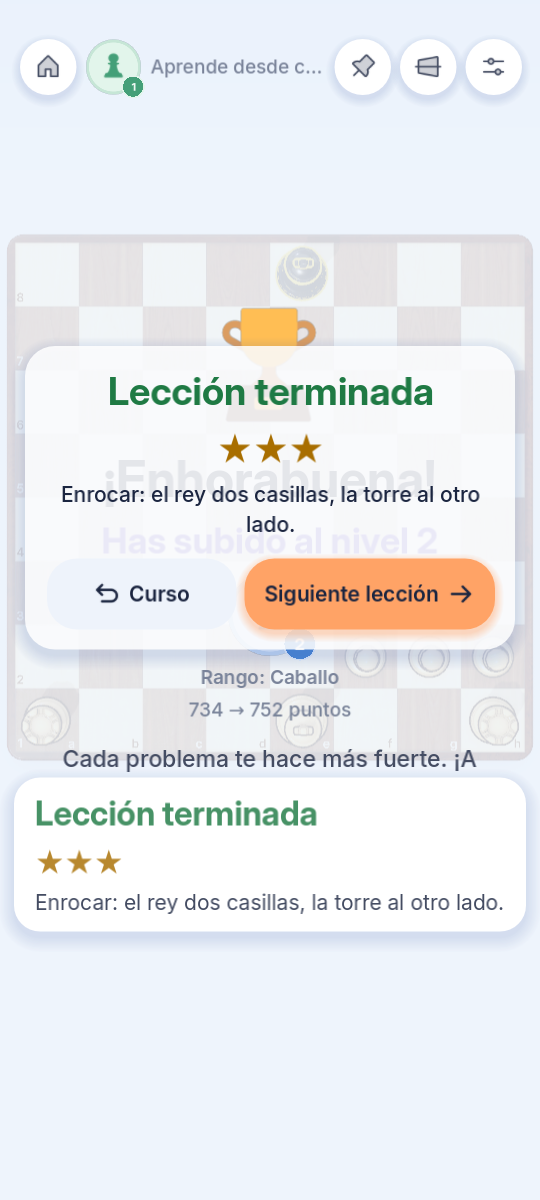 1
Aprende desde c...
8
7
Lección terminada
★★★
6
¡Enhorabuena!
5
Enrocar: el rey dos casillas, la torre al otro
lado.
Has subido al nivel 2
4
Curso
Siguiente lección →
3
2
2
Rango: Caballo
734 → 752 puntos
1
b
d
g
h
Cada problema te hace más fuerte. ¡A
Lección terminada
★★★
Enrocar: el rey dos casillas, la torre al otro lado.